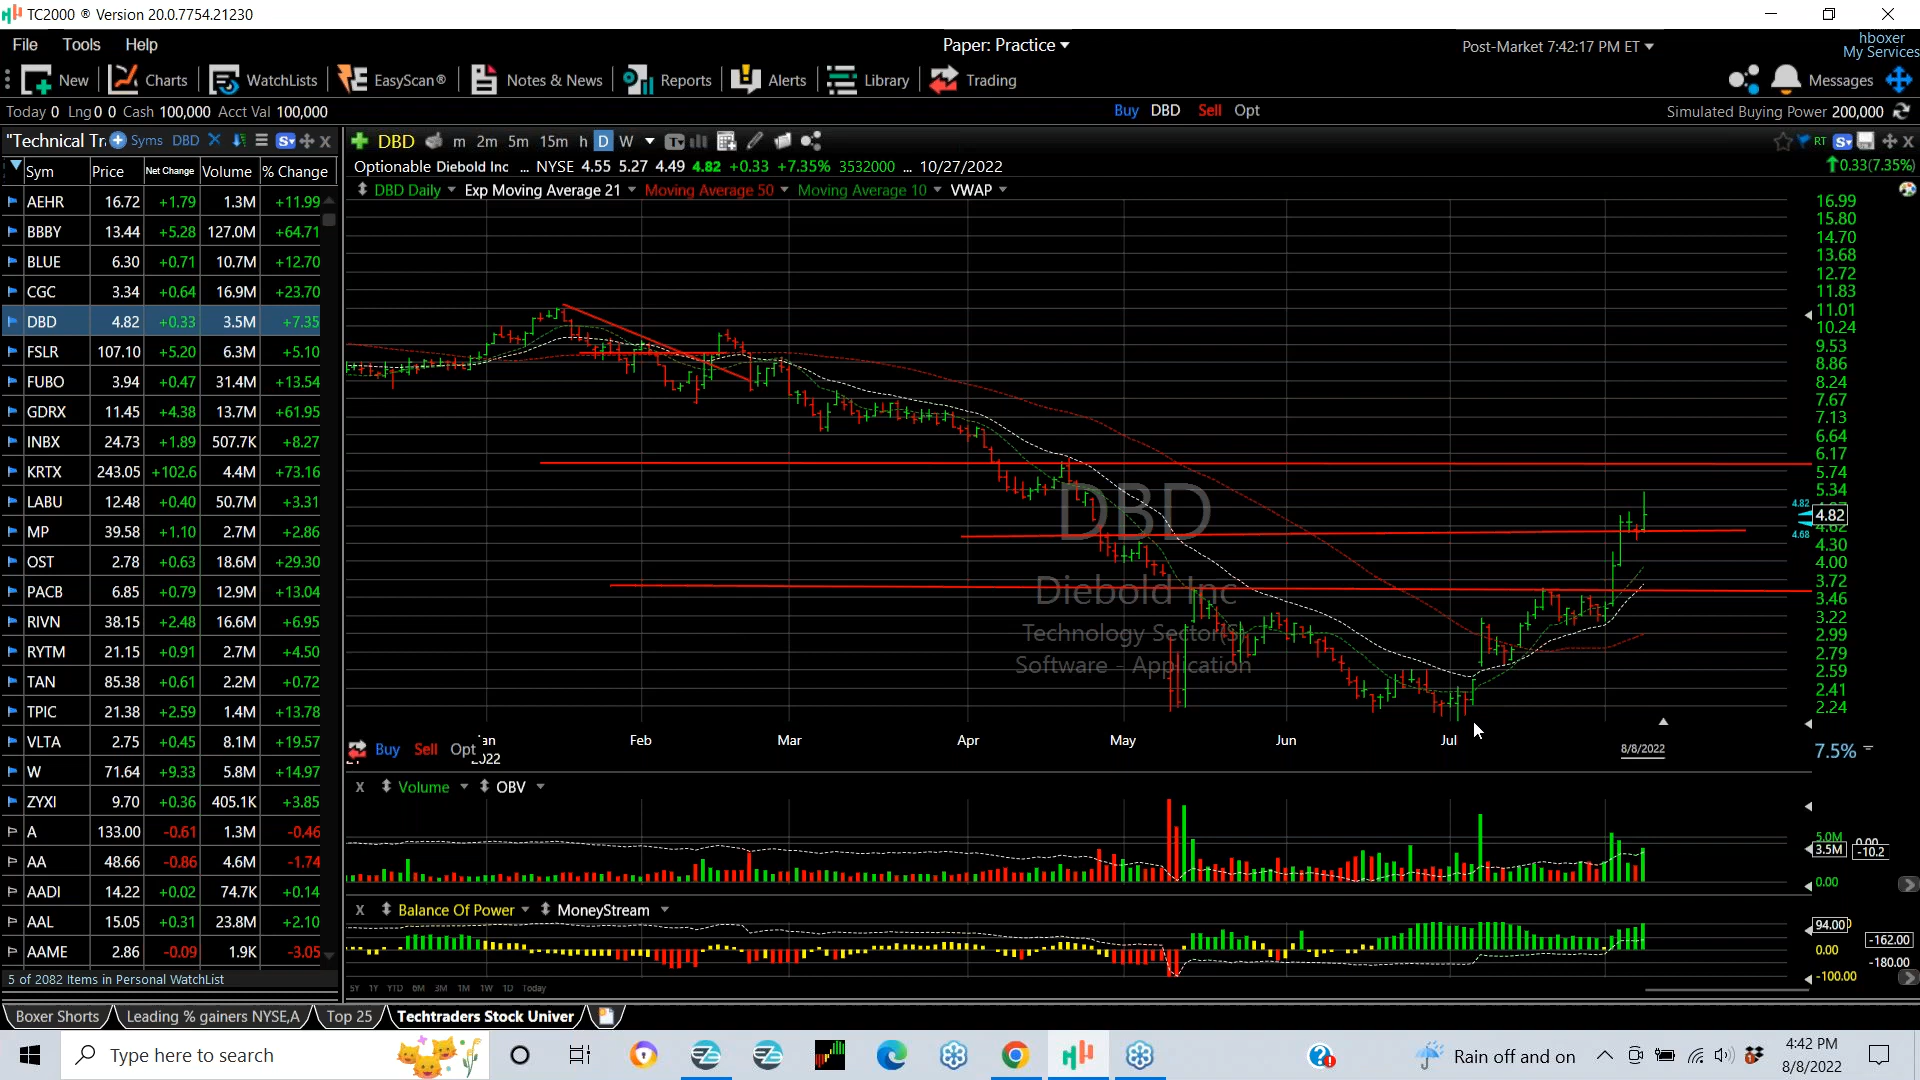 TC2000 ® Version 20.0.7754.21230
File Tools Help
Paper: Practice
Post-Market 7:42:17 PM ET
hboxer
My Services
New Charts WatchLists EasyScan® Notes & News Reports Alerts Library Trading
Messages
Today 0 Lng 0 0 Cash 100,000 Acct Val 100,000
Buy DBD Sell Opt
Simulated Buying Power 200,000
"Technical Tr Syms DBD
DBD m 2m 5m 15m h D W
RT
Optionable Diebold Inc ... NYSE 4.55 5.27 4.49 4.82 +0.33 +7.35% 3532000 ... 10/27/2022
0.33(7.35%)
DBD Daily Exp Moving Average 21 Moving Average 50 Moving Average 10 VWAP
Sym Price Net Change Volume % Change
AEHR 16.72 +1.79 1.3M +11.99
BBBY 13.44 +5.28 127.0M +64.71
BLUE 6.30 +0.71 10.7M +12.70
CGC 3.34 +0.64 16.9M +23.70
DBD 4.82 +0.33 3.5M +7.35
FSLR 107.10 +5.20 6.3M +5.10
FUBO 3.94 +0.47 31.4M +13.54
GDRX 11.45 +4.38 13.7M +61.95
INBX 24.73 +1.89 507.7K +8.27
KRTX 243.05 +102.6 4.4M +73.16
LABU 12.48 +0.40 50.7M +3.31
MP 39.58 +1.10 2.7M +2.86
OST 2.78 +0.63 18.6M +29.30
PACB 6.85 +0.79 12.9M +13.04
RIVN 38.15 +2.48 16.6M +6.95
RYTM 21.15 +0.91 2.7M +4.50
TAN 85.38 +0.61 2.2M +0.72
TPIC 21.38 +2.59 1.4M +13.78
VLTA 2.75 +0.45 8.1M +19.57
W 71.64 +9.33 5.8M +14.97
ZYXI 9.70 +0.36 405.1K +3.85
A 133.00 -0.61 1.3M -0.46
AA 48.66 -0.86 4.6M -1.74
AADI 14.22 +0.02 74.7K +0.14
AAL 15.05 +0.31 23.8M +2.10
AAME 2.86 -0.09 1.9K -3.05
5 of 2082 Items in Personal WatchList
16.99
15.80
14.70
13.68
12.72
11.83
11.01
10.24
9.53
8.86
8.24
7.67
7.13
6.64
6.17
5.74
5.34
4.82
4.82
4.62
4.68
4.30
4.00
3.72
3.46
3.22
2.99
2.79
2.59
2.41
2.24
DBD
Diebold Inc
Technology Sector(S)
Software - Application
Feb Mar Apr May Jun Jul 8/8/2022
2022
Buy Sell Opt
7.5%
X Volume OBV
5.0M
3.5M
0.00
-10.2
0.00
X Balance Of Power MoneyStream
94.00
0.00
-100.00
-162.00
-180.00
5Y 1Y YTD 6M 3M 1M 1W 1D Today
Boxer Shorts Leading % gainers NYSE,A Top 25 Techtraders Stock Univer
Type here to search
Rain off and on
4:42 PM
8/8/2022